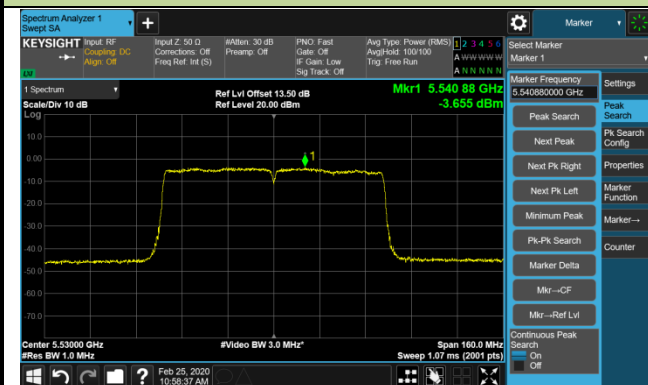 Spectrum Analyzer 1
Swept SA
Marker
KEYSIGHT
Input: RF
Coupling: DC
Align: Off
Input Z: 50 Ω
Corrections: Off
Freq Ref: Int (S)
#Atten: 30 dB
Preamp: Off
PNO: Fast
Gate: Off
IF Gain: Low
Sig Track: Off
Avg Type: Power (RMS)
Avg|Hold: 100/100
Trig: Free Run
1 2 3 4 5 6
A W W W W W
A N N N N N
LXI
1 Spectrum
Scale/Div 10 dB
Log
Ref Lvl Offset 13.50 dB
Ref Level 20.00 dBm
Mkr1 5.540 88 GHz
-3.655 dBm
10.0
0.00
-10.0
-20.0
-30.0
-40.0
-50.0
-60.0
-70.0
1
Center 5.53000 GHz
#Res BW 1.0 MHz
#Video BW 3.0 MHz*
Span 160.0 MHz
Sweep 1.07 ms (2001 pts)
Feb 25, 2020
10:58:37 AM
Select Marker
Marker 1
Marker Frequency
5.540880000 GHz
Peak Search
Next Peak
Next Pk Right
Next Pk Left
Minimum Peak
Pk-Pk Search
Marker Delta
Mkr→CF
Mkr→Ref Lvl
Continuous Peak
Search
On
Off
Settings
Peak
Search
Pk Search
Config
Properties
Marker
Function
Marker→
Counter